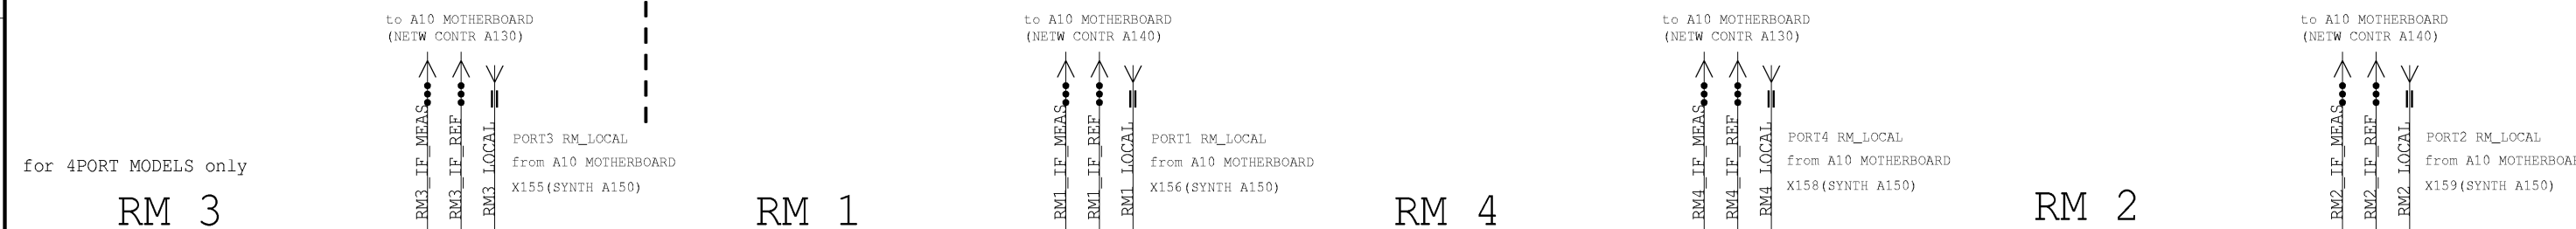 for 4PORT MODELS only
RM 3
to A10 MOTHERBOARD
(NETW CONTR A130)
RM3_IF_MEAS
RM3_IF_REF
RM3_LOCAL
PORT3 RM_LOCAL
from A10 MOTHERBOARD
X155(SYNTH A150)
RM 1
to A10 MOTHERBOARD
(NETW CONTR A140)
RM1_IF_MEAS
RM1_IF_REF
RM1_LOCAL
PORT1 RM_LOCAL
from A10 MOTHERBOARD
X156(SYNTH A150)
RM 4
to A10 MOTHERBOARD
(NETW CONTR A130)
RM4_IF_MEAS
RM4_IF_REF
RM4_LOCAL
PORT4 RM_LOCAL
from A10 MOTHERBOARD
X158(SYNTH A150)
RM 2
to A10 MOTHERBOARD
(NETW CONTR A140)
RM2_IF_MEAS
RM2_IF_REF
RM2_LOCAL
PORT2 RM_LOCAL
from A10 MOTHERBOA
X159(SYNTH A150)